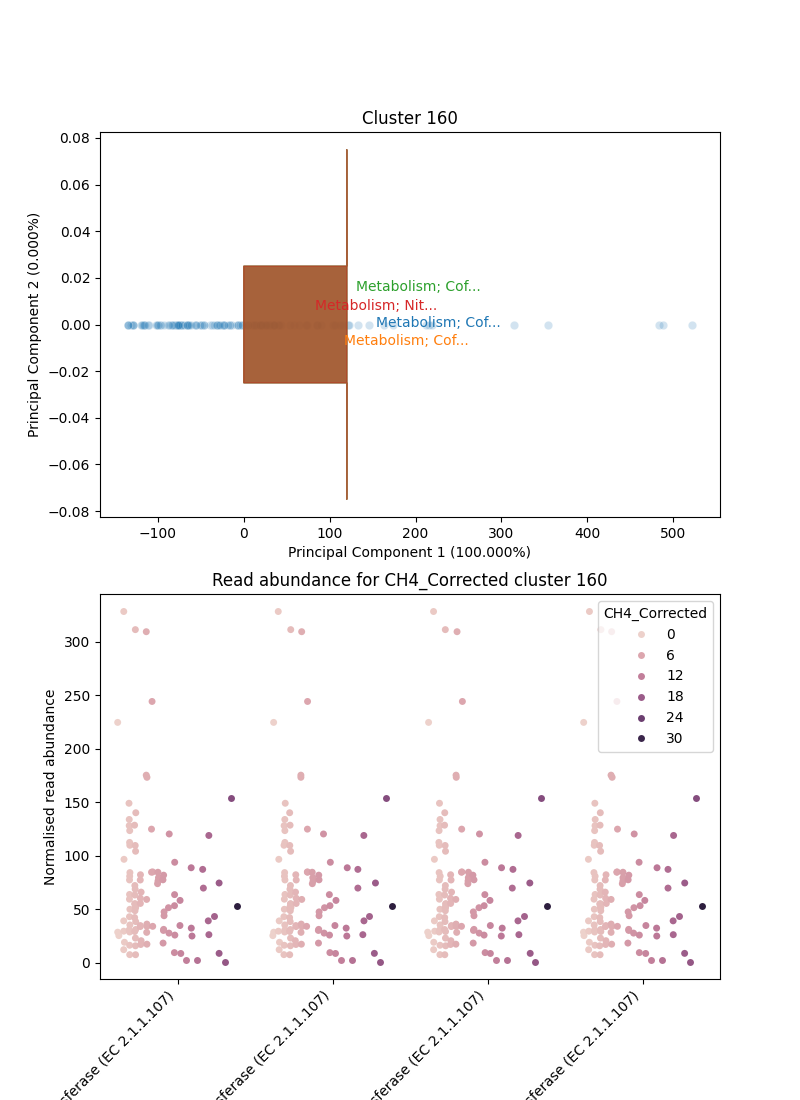 Cluster 160
0.08
0.06
0.04
0.02
0.00
−0.02
−0.04
−0.06
−0.08
Principal Component 2 (0.000%)
Metabolism; Cof...
Metabolism; Nit...
Metabolism; Cof...
Metabolism; Cof...
−100
0
100
200
300
400
500
Principal Component 1 (100.000%)
Read abundance for CH4_Corrected cluster 160
300
250
200
150
100
50
0
Normalised read abundance
CH4_Corrected
0
6
12
18
24
30
sferase (EC 2.1.1.107)
sferase (EC 2.1.1.107)
sferase (EC 2.1.1.107)
sferase (EC 2.1.1.107)